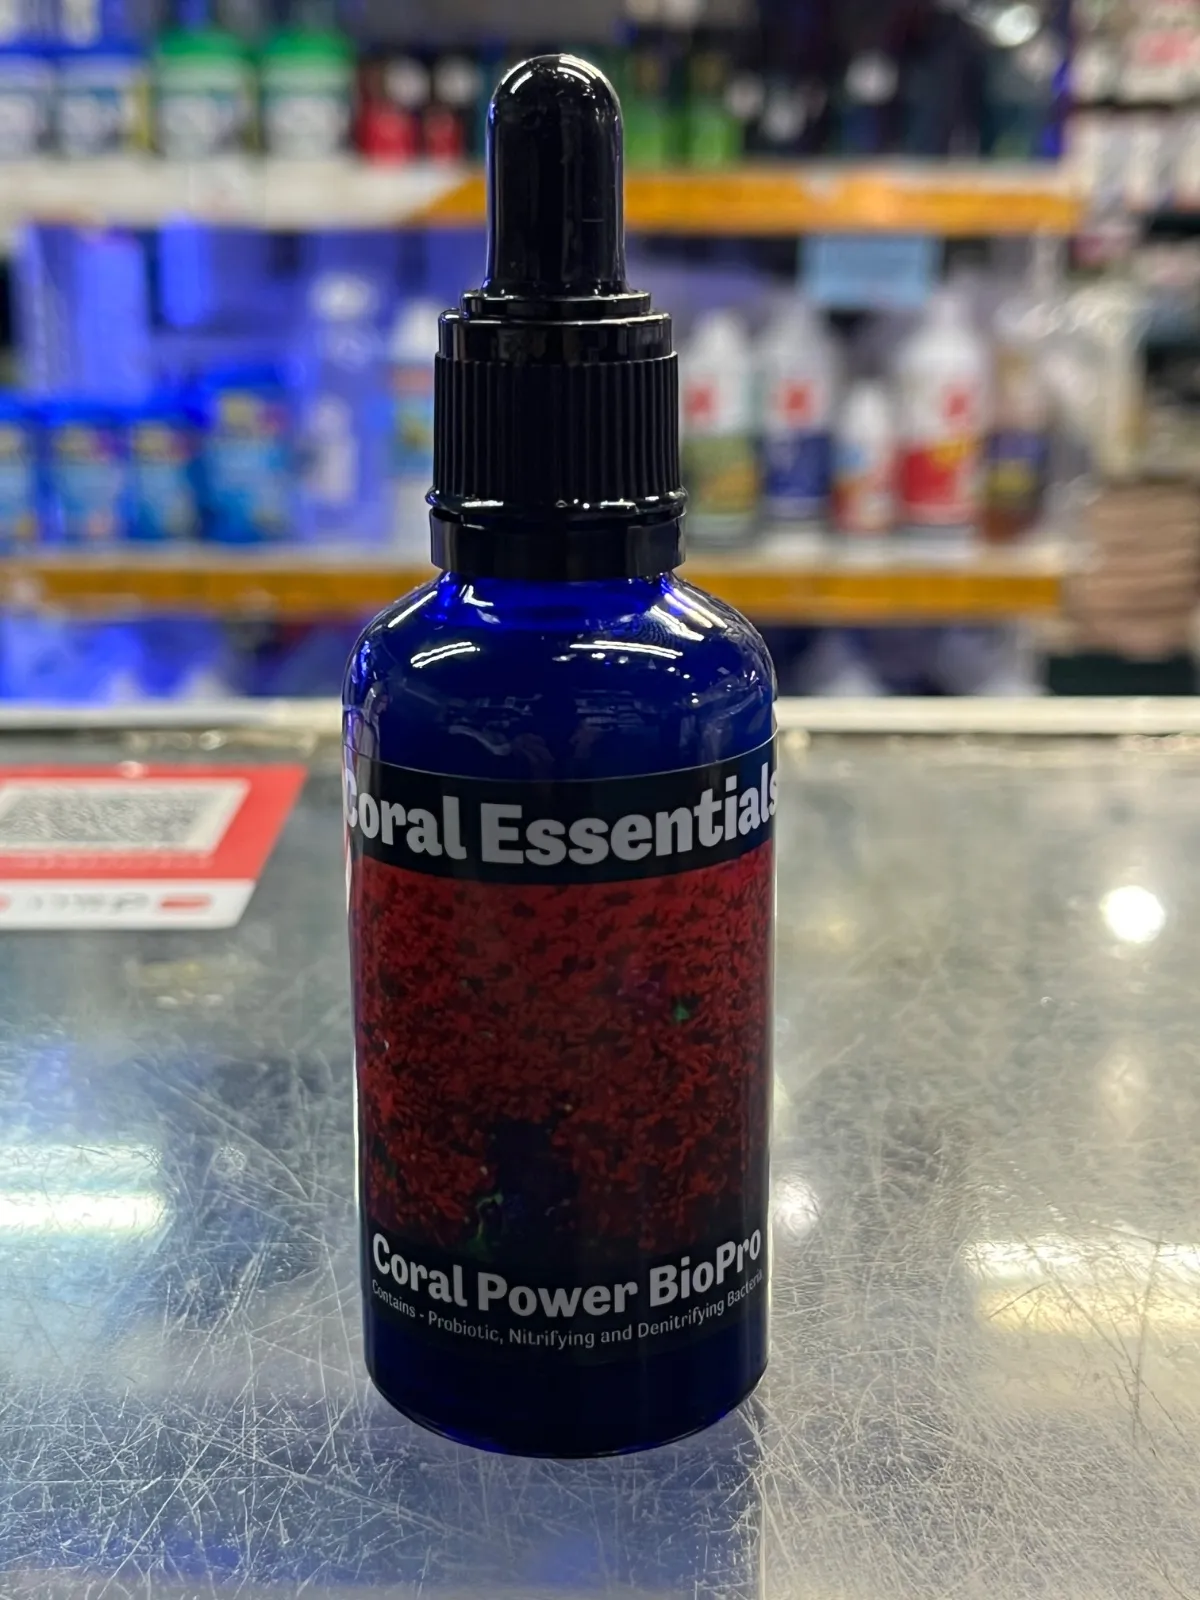 Coral Essentials
Coral Power BioPro
Contains - Probiotic, Nitrifying and Denitrifying Bacteria